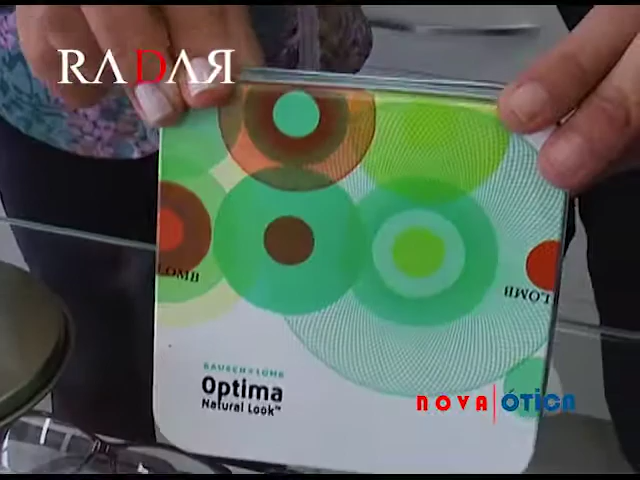 RADAR
LOMB
LOMB
BAUSCH + LOMB
Optima
Natural Look™
NOVA|ÓTICA